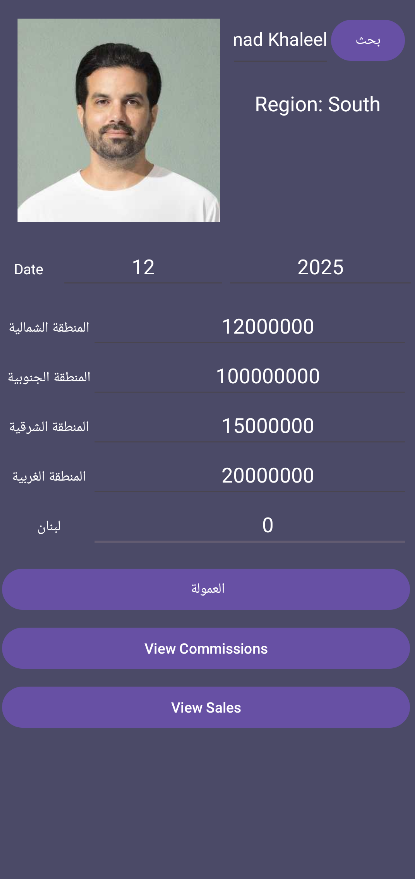 nad Khaleel
بحث
Region: South
Date 12 2025
المنطقة الشمالية 12000000
المنطقة الجنوبية 100000000
المنطقة الشرقية 15000000
المنطقة الغربية 20000000
لبنان 0
العمولة
View Commissions
View Sales